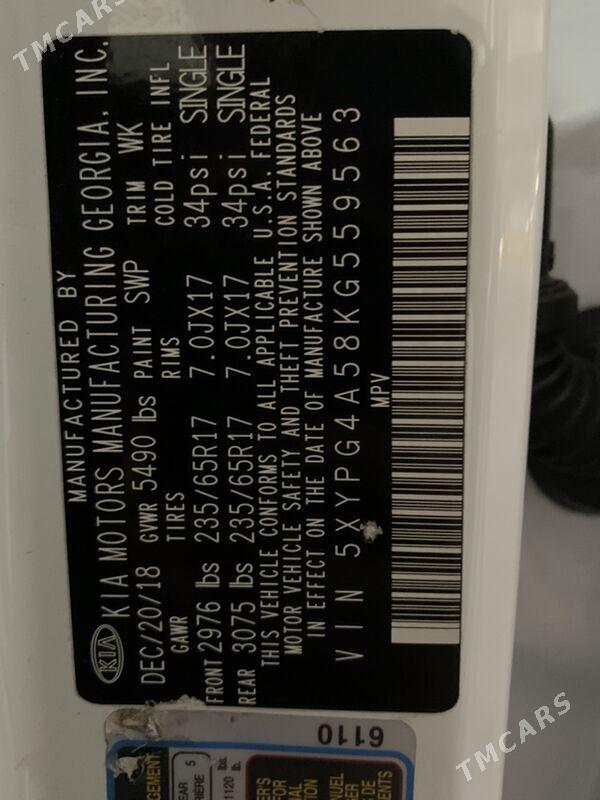 TMCARS
MANUFACTURED BY
KIA KIA MOTORS MANUFACTURING GEORGIA, INC.
DEC/20/18 GVWR 5490 lbs PAINT SWP TRIM WK
GAWR TIRES RIMS COLD TIRE INFL
FRONT 2976 lbs 235/65R17 7.0JX17 34psi SINGLE
REAR 3075 lbs 235/65R17 7.0JX17 34psi SINGLE
THIS VEHICLE CONFORMS TO ALL APPLICABLE U.S.A. FEDERAL
MOTOR VEHICLE SAFETY AND THEFT PREVENTION STANDARDS
IN EFFECT ON THE DATE OF MANUFACTURE SHOWN ABOVE
VIN 5XYPG4A58KG559563
MPV
6110
5
1120 lb.
TMCARS